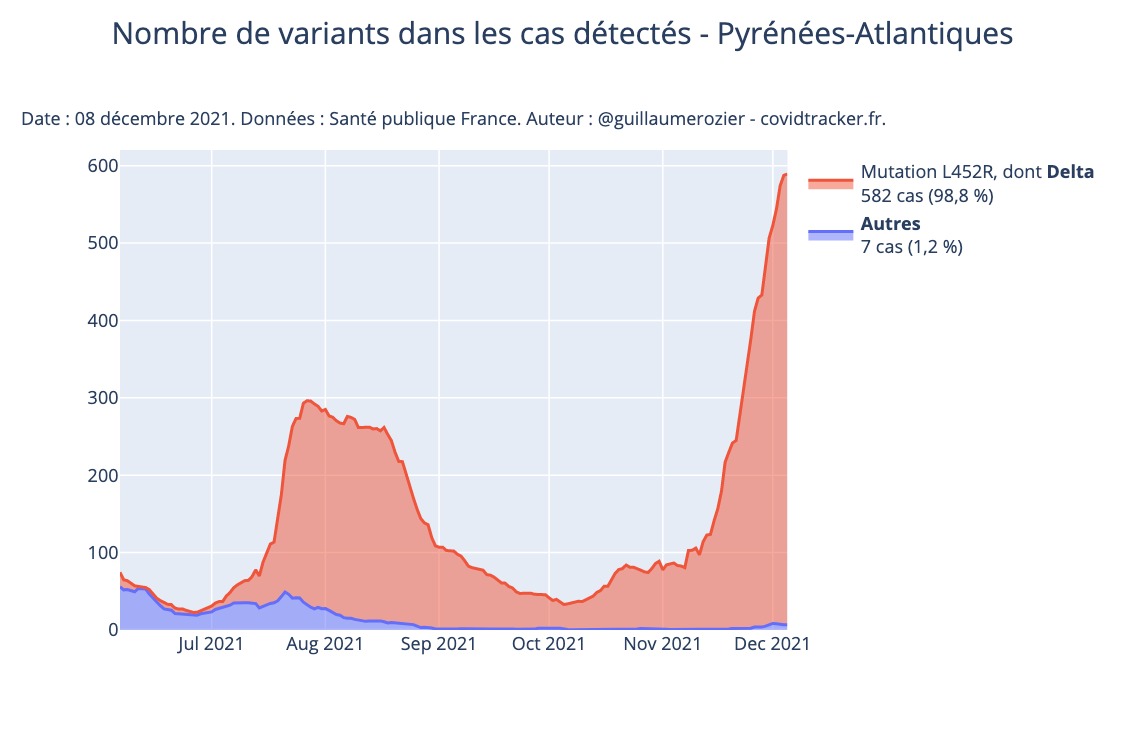 Nombre de variants dans les cas détectés - Pyrénées-Atlantiques
Date : 08 décembre 2021. Données : Santé publique France. Auteur : @guillaumerozier - covidtracker.fr.
600
500
400
300
200
100
0
Jul 2021 Aug 2021 Sep 2021 Oct 2021 Nov 2021 Dec 2021
Mutation L452R, dont Delta
582 cas (98,8 %)
Autres
7 cas (1,2 %)